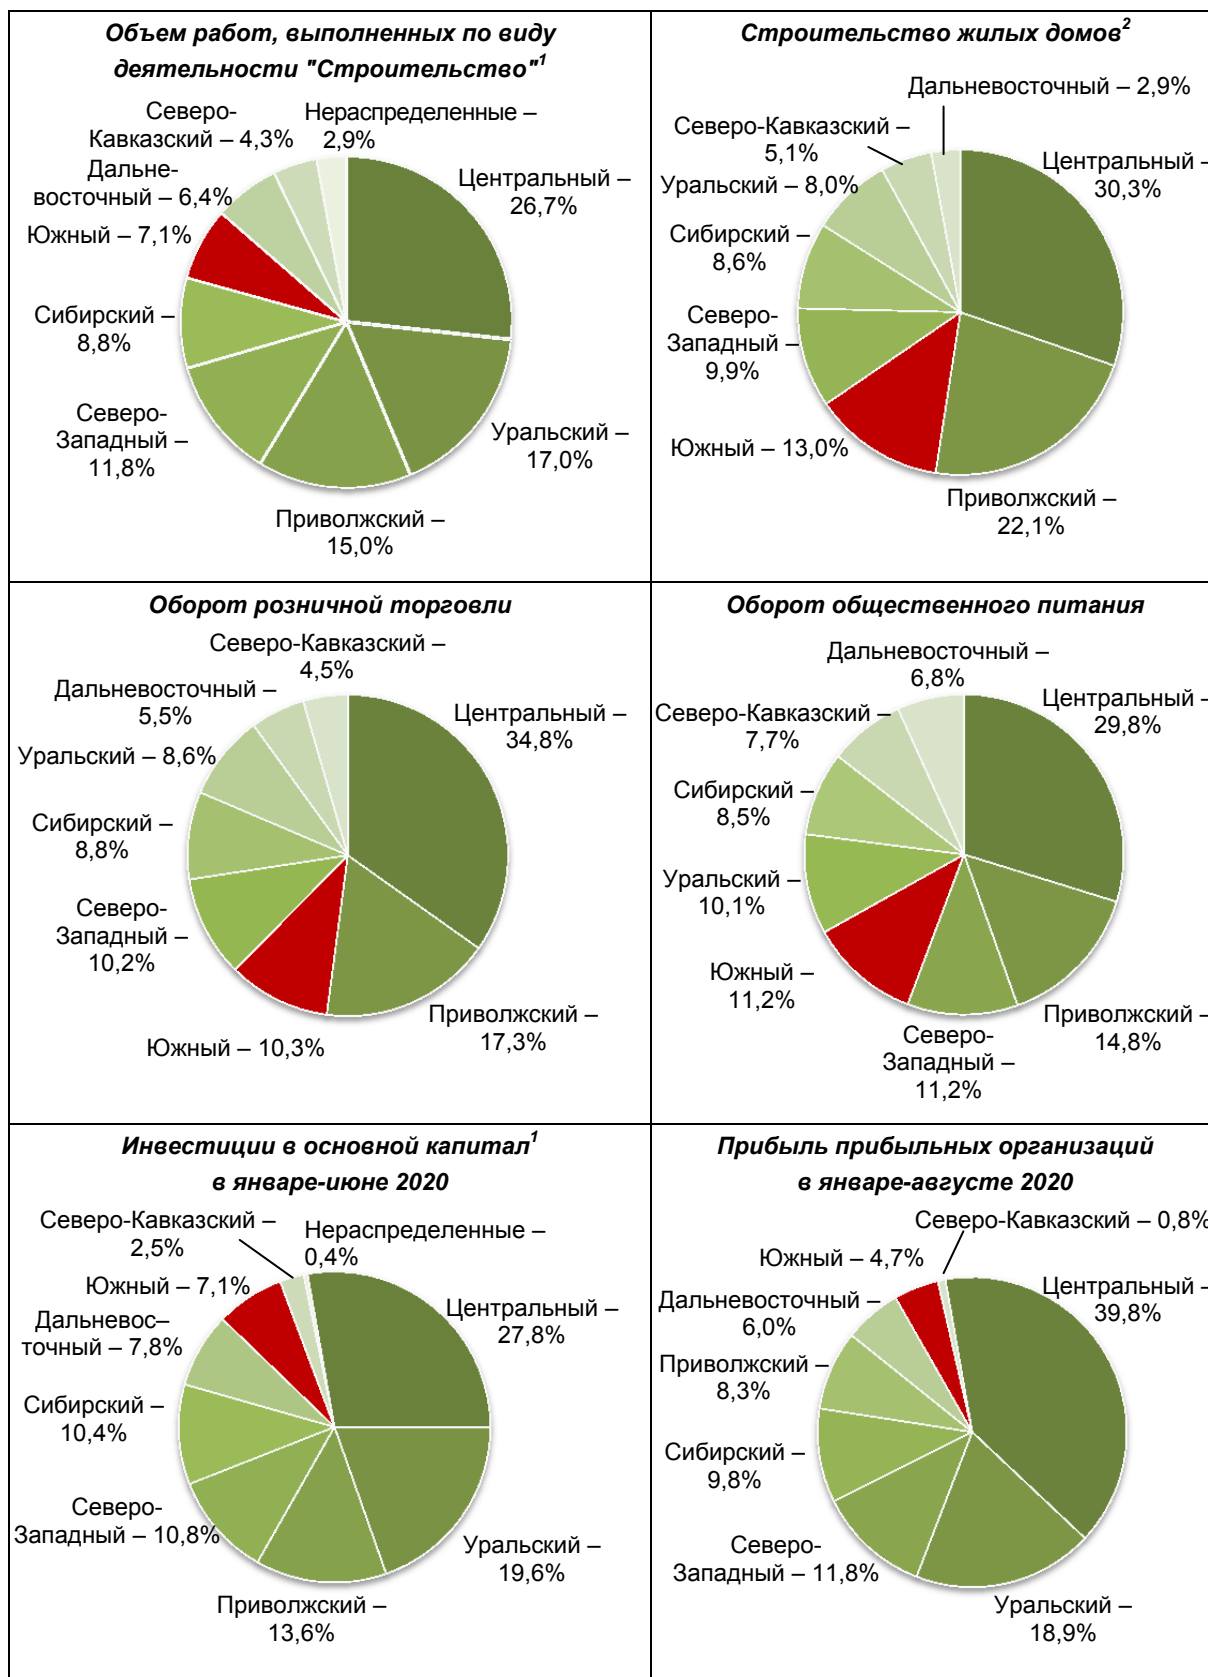 Объем работ, выполненных по виду
деятельности "Строительство"1
Северо-
Кавказский – 4,3%
Нераспределенные –
2,9%
Дальне-
восточный – 6,4%
Центральный –
26,7%
Южный – 7,1%
Сибирский –
8,8%
Северо-
Западный –
11,8%
Уральский –
17,0%
Приволжский –
15,0%
Строительство жилых домов2
Дальневосточный – 2,9%
Северо-Кавказский –
5,1%
Центральный –
30,3%
Уральский – 8,0%
Сибирский –
8,6%
Северо-
Западный –
9,9%
Южный – 13,0%
Приволжский –
22,1%
Оборот розничной торговли
Северо-Кавказский –
4,5%
Дальневосточный –
5,5%
Центральный –
34,8%
Уральский – 8,6%
Сибирский –
8,8%
Северо-
Западный –
10,2%
Приволжский –
17,3%
Южный – 10,3%
Оборот общественного питания
Дальневосточный –
6,8%
Центральный –
29,8%
Северо-Кавказский –
7,7%
Сибирский –
8,5%
Уральский –
10,1%
Южный –
11,2%
Приволжский –
14,8%
Северо-
Западный –
11,2%
Инвестиции в основной капитал1
в январе-июне 2020
Северо-Кавказский –
2,5%
Нераспределенные –
0,4%
Южный – 7,1%
Центральный –
27,8%
Дальневос–
точный – 7,8%
Сибирский –
10,4%
Северо-
Западный – 10,8%
Уральский –
19,6%
Приволжский –
13,6%
Прибыль прибыльных организаций
в январе-августе 2020
Северо-Кавказский – 0,8%
Южный – 4,7%
Центральный –
39,8%
Дальневосточный –
6,0%
Приволжский –
8,3%
Сибирский –
9,8%
Северо-
Западный – 11,8%
Уральский –
18,9%